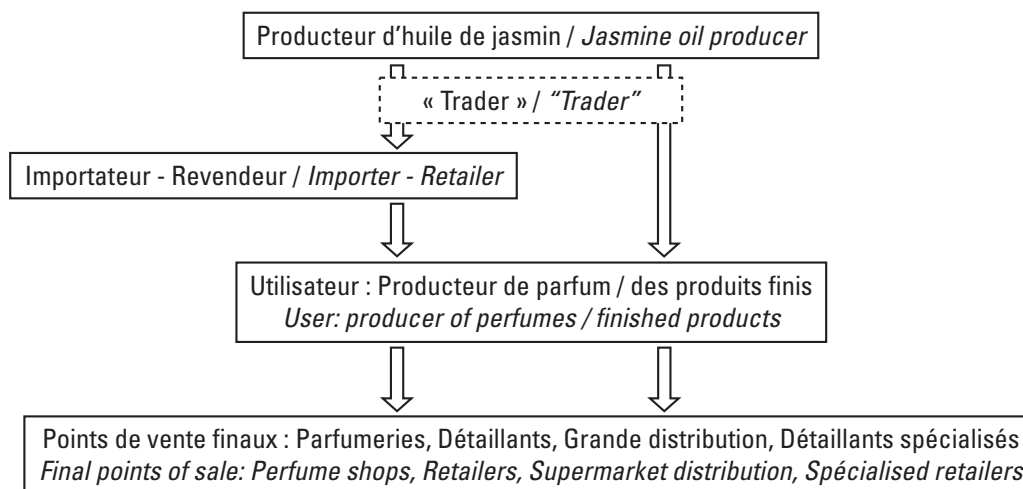 Producteur d'huile de jasmin / Jasmine oil producer
« Trader » / “Trader”
Importateur - Revendeur / Importer - Retailer
Utilisateur : Producteur de parfum / des produits finis
User: producer of perfumes / finished products
Points de vente finaux : Parfumeries, Détaillants, Grande distribution, Détaillants spécialisés
Final points of sale: Perfume shops, Retailers, Supermarket distribution, Spécialised retailers